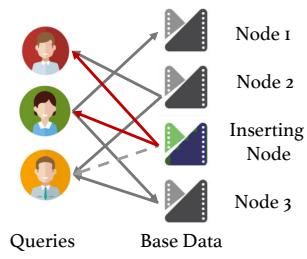 Node 1
Node 2
Inserting
Node
Node 3
Queries
Base Data